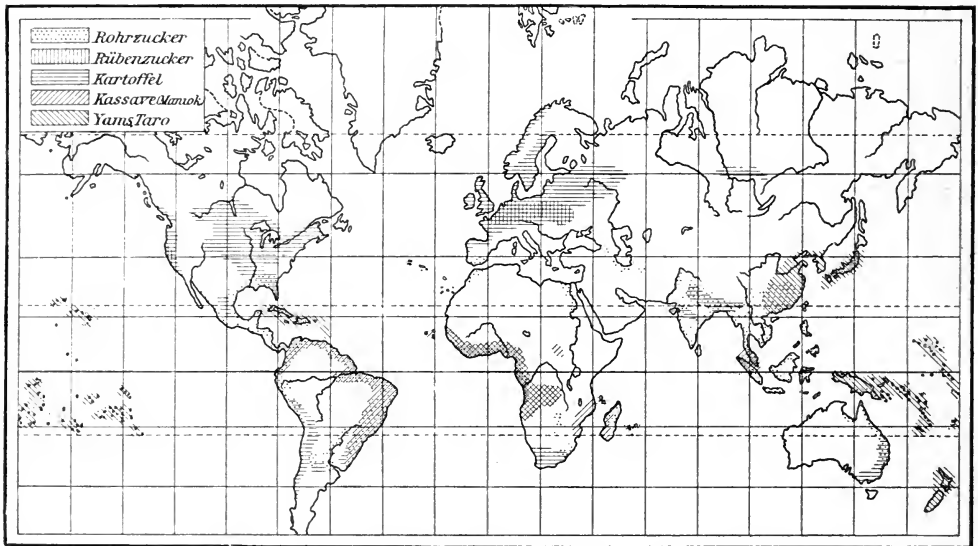 Rohrzucker
Rübenzucker
Kartoffel
Kassave (Maniok)
Yams, Taro